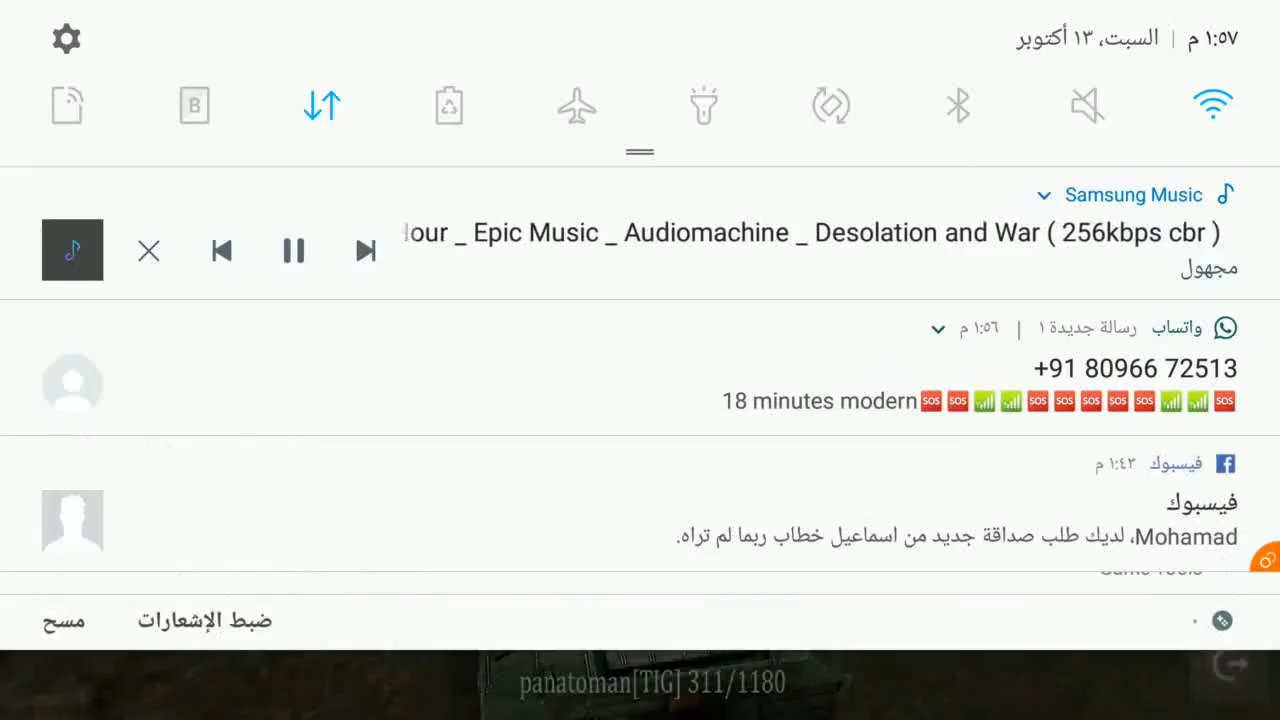 ١:٥٧ م | السبت، ١٣ أكتوبر
B
Samsung Music
our _ Epic Music _ Audiomachine _ Desolation and War ( 256kbps cbr )
مجهول
واتساب رسالة جديدة ١ | ١:٥٦ م
+91 80966 72513
18 minutes modern🆘🆘📶📶🆘🆘🆘🆘🆘📶📶🆘
فيسبوك ١:٤٣ م
فيسبوك
Mohamad، لديك طلب صداقة جديد من اسماعيل خطاب ربما لم تراه.
ضبط الإشعارات مسح
panatoman[TIG] 311/1180